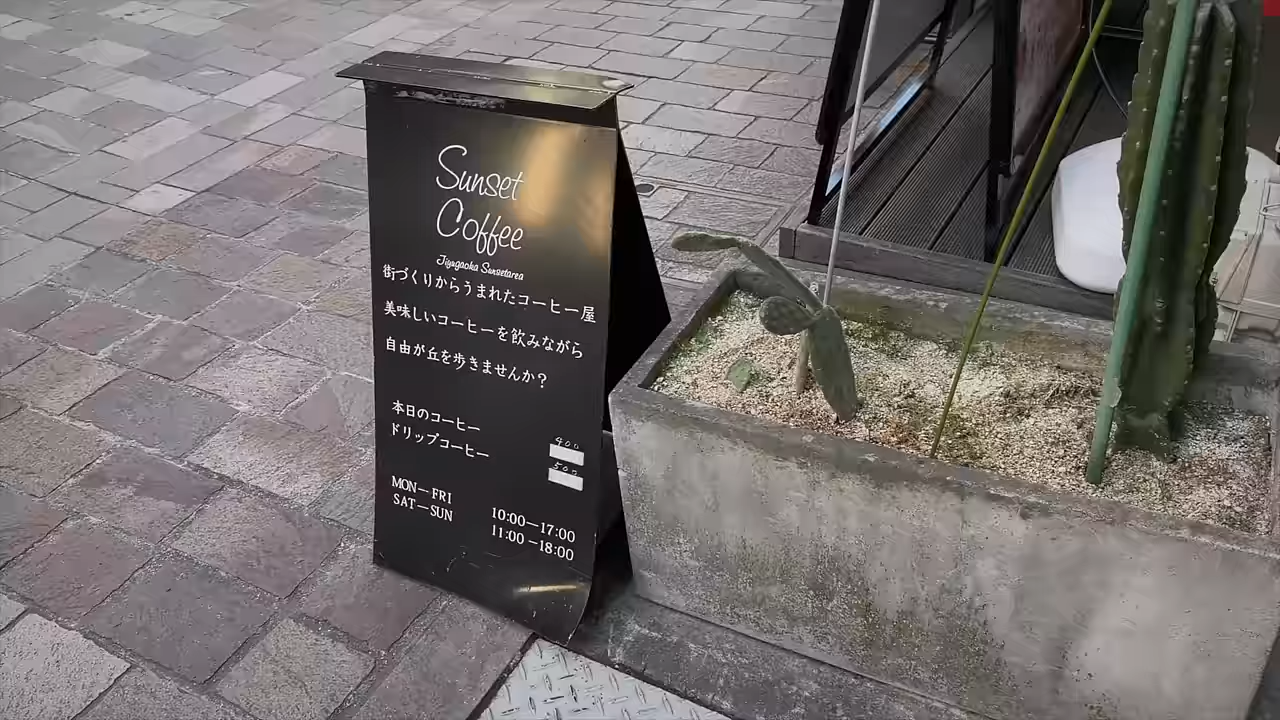 Sunset
Coffee
Jiyugaoka Sunsetarea
街づくりからうまれたコーヒー屋
美味しいコーヒーを飲みながら
自由が丘を歩きませんか？
本日のコーヒー 400
ドリップコーヒー 500
MON—FRI 10:00—17:00
SAT—SUN 11:00—18:00